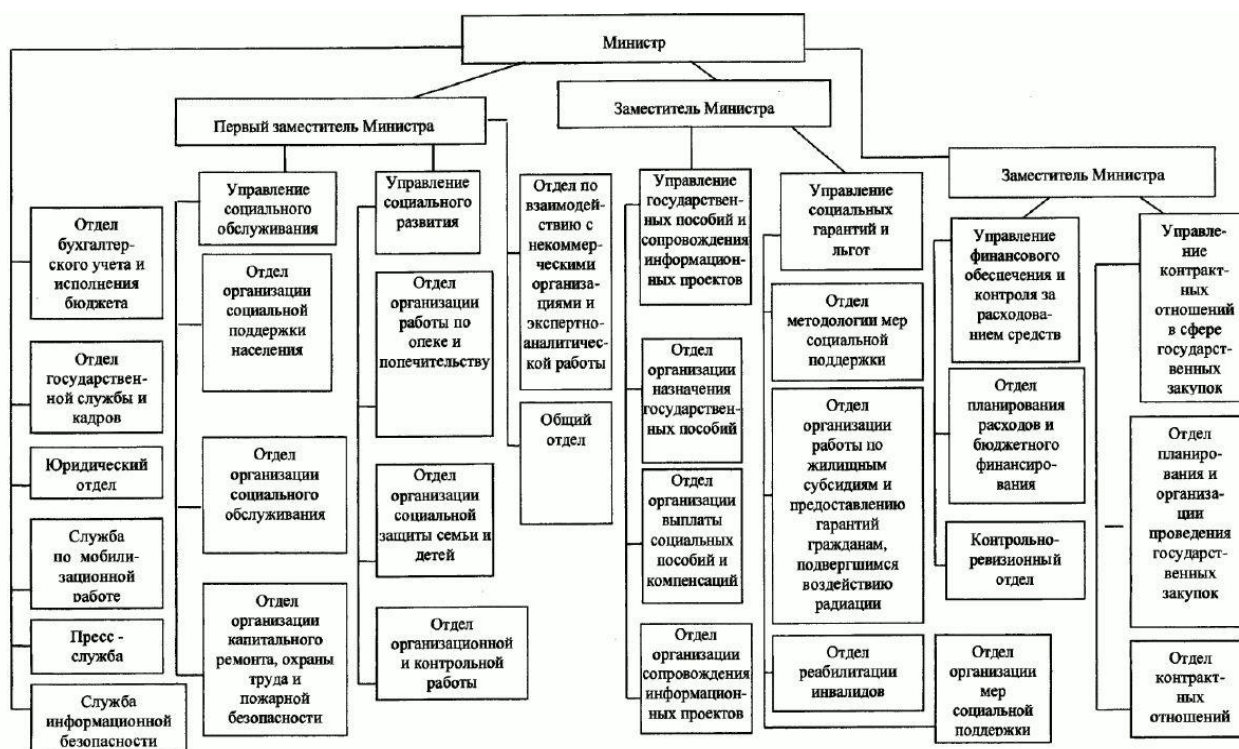 Министр
Первый заместитель Министра
Заместитель Министра
Заместитель Министра
Отдел
бухгалтер-
ского учета и
исполнения
бюджета
Отдел
государствен-
ной службы и
кадров
Юридический
отдел
Служба
по мобили-
зационной
работе
Пресс -
служба
Служба
информационной
безопасности
Управление
социального
обслуживания
Отдел
организации
социальной
поддержки
населения
Отдел
организации
социального
обслуживания
Отдел
организации
капитального
ремонта, охраны
труда и
пожарной
безопасности
Управление
социального
развития
Отдел
организации
работы по
опеке и
попечительству
Отдел
организации
социальной
защиты семьи и
детей
Отдел
организационной
и контрольной
работы
Отдел по
взаимодей-
ствию с
некоммер-
ческими
организа-
циями и
экспертно-
аналитичес-
кой работы
Общий
отдел
Управление
государствен-
ных пособий и
сопровождения
информацион-
ных проектов
Отдел
организации
назначения
государствен-
ных пособий
Отдел
организации
выплаты
социальных
пособий и
компенсаций
Отдел
организации
сопровождения
информацион-
ных проектов
Управление
социальных
гарантий и
льгот
Отдел
методологии мер
социальной
поддержки
Отдел
организации
работы по
жилищным
субсидиям и
предоставлению
гарантий
гражданам,
подвергшимся
воздействию
радиации
Отдел
реабилитации
инвалидов
Отдел
организации
мер
социальной
поддержки
Управление
финансового
обеспечения и
контроля за
расходова-
нием средств
Отдел
планирования
расходов и
бюджетного
финансиро-
вания
Контрольно-
ревизионный
отдел
Управле-
ние
контракт-
ных
отношений
в сфере
государст-
венных
закупок
Отдел
планирова-
ния и
организа-
ции
проведения
государст-
венных
закупок
Отдел
контракт-
ных
отношений